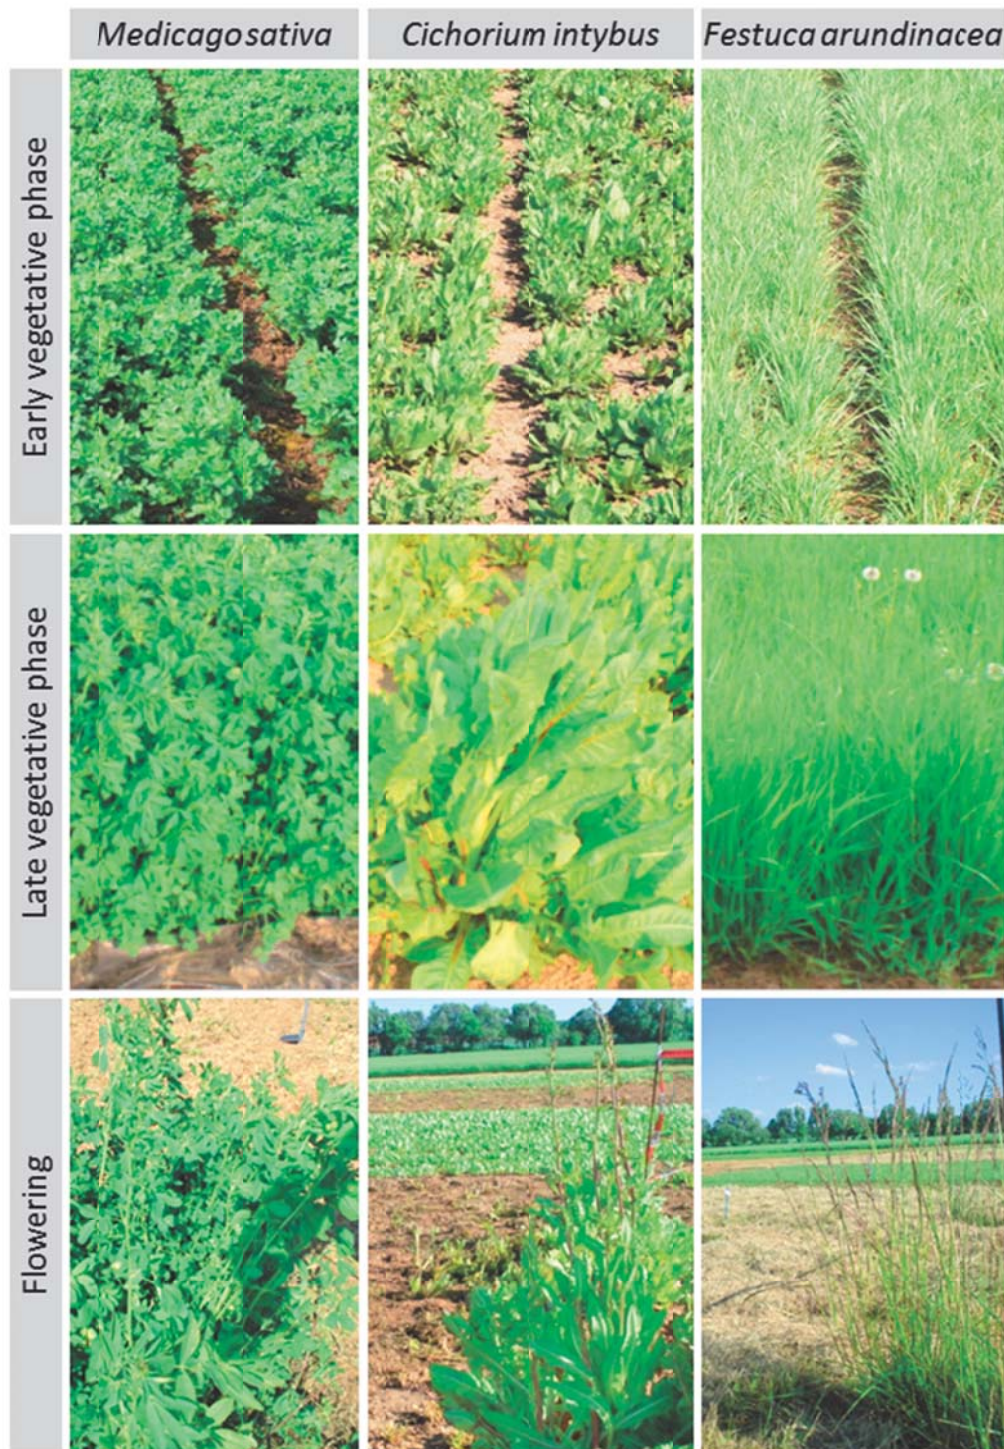 Medicago sativa
Cichorium intybus
Festuca arundinacea
Early vegetative phase
Late vegetative phase
Flowering